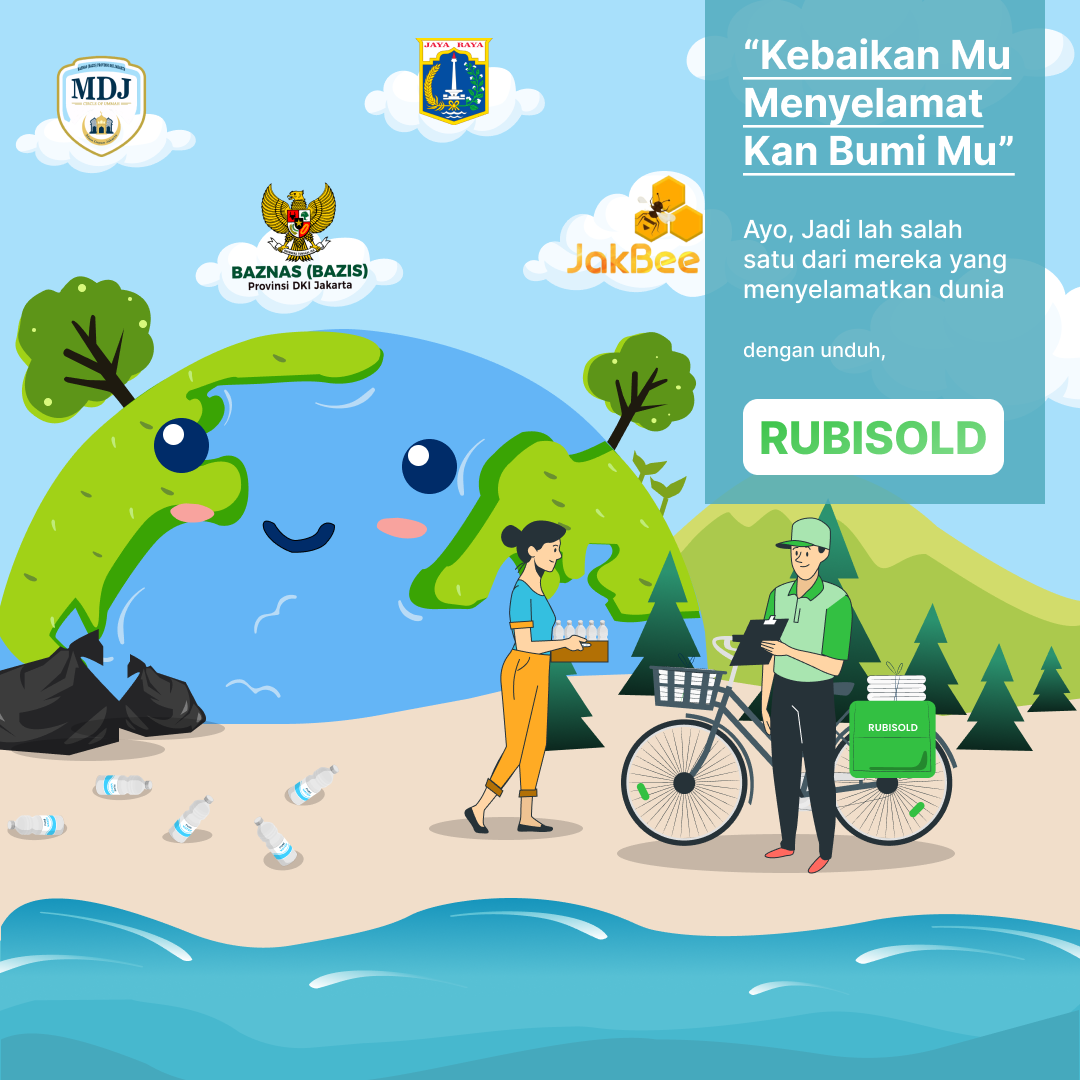 MDJ
JAYA RAYA
BAZNAS (BAZIS)
Provinsi DKI Jakarta
JakBee
“Kebaikan Mu
Menyelamat
Kan Bumi Mu”
Ayo, Jadi lah salah
satu dari mereka yang
menyelamatkan dunia
dengan unduh,
RUBISOLD
RUBISOLD